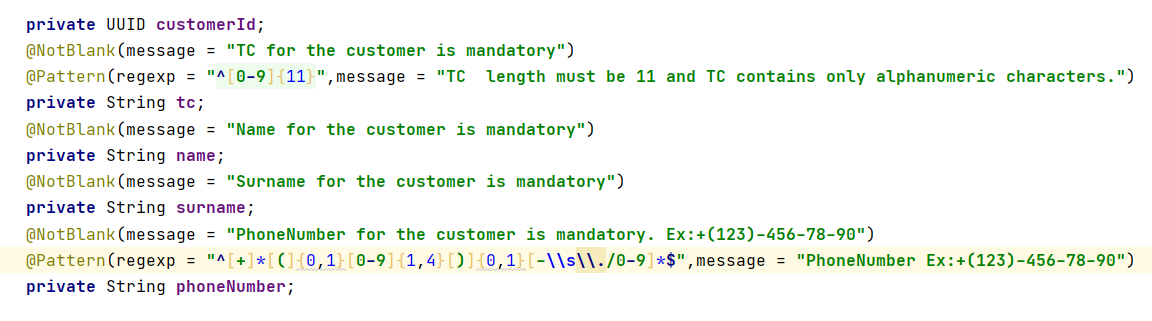 private UUID customerId;
@NotBlank(message = "TC for the customer is mandatory")
@Pattern(regexp = "^[0-9]{11}",message = "TC  length must be 11 and TC contains only alphanumeric characters.")
private String tc;
@NotBlank(message = "Name for the customer is mandatory")
private String name;
@NotBlank(message = "Surname for the customer is mandatory")
private String surname;
@NotBlank(message = "PhoneNumber for the customer is mandatory. Ex:+(123)-456-78-90")
@Pattern(regexp = "^[+]*[(]{0,1}[0-9]{1,4}[)]{0,1}[-\\s\\./0-9]*$",message = "PhoneNumber Ex:+(123)-456-78-90")
private String phoneNumber;